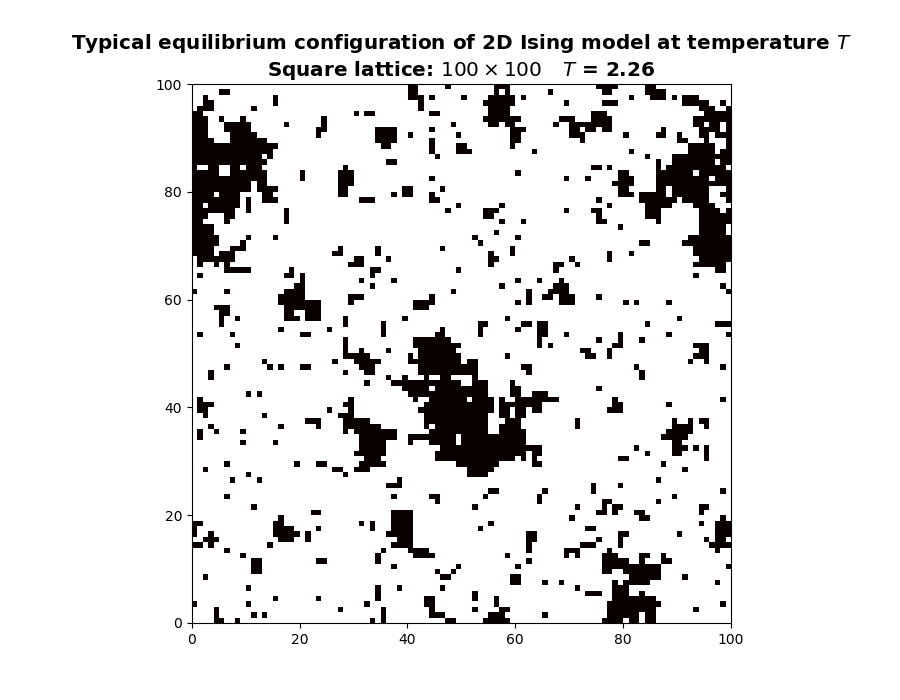 Typical equilibrium configuration of 2D Ising model at temperature T
Square lattice: 100 × 100 T = 2.26
100
80
60
40
20
0
0 20 40 60 80 100